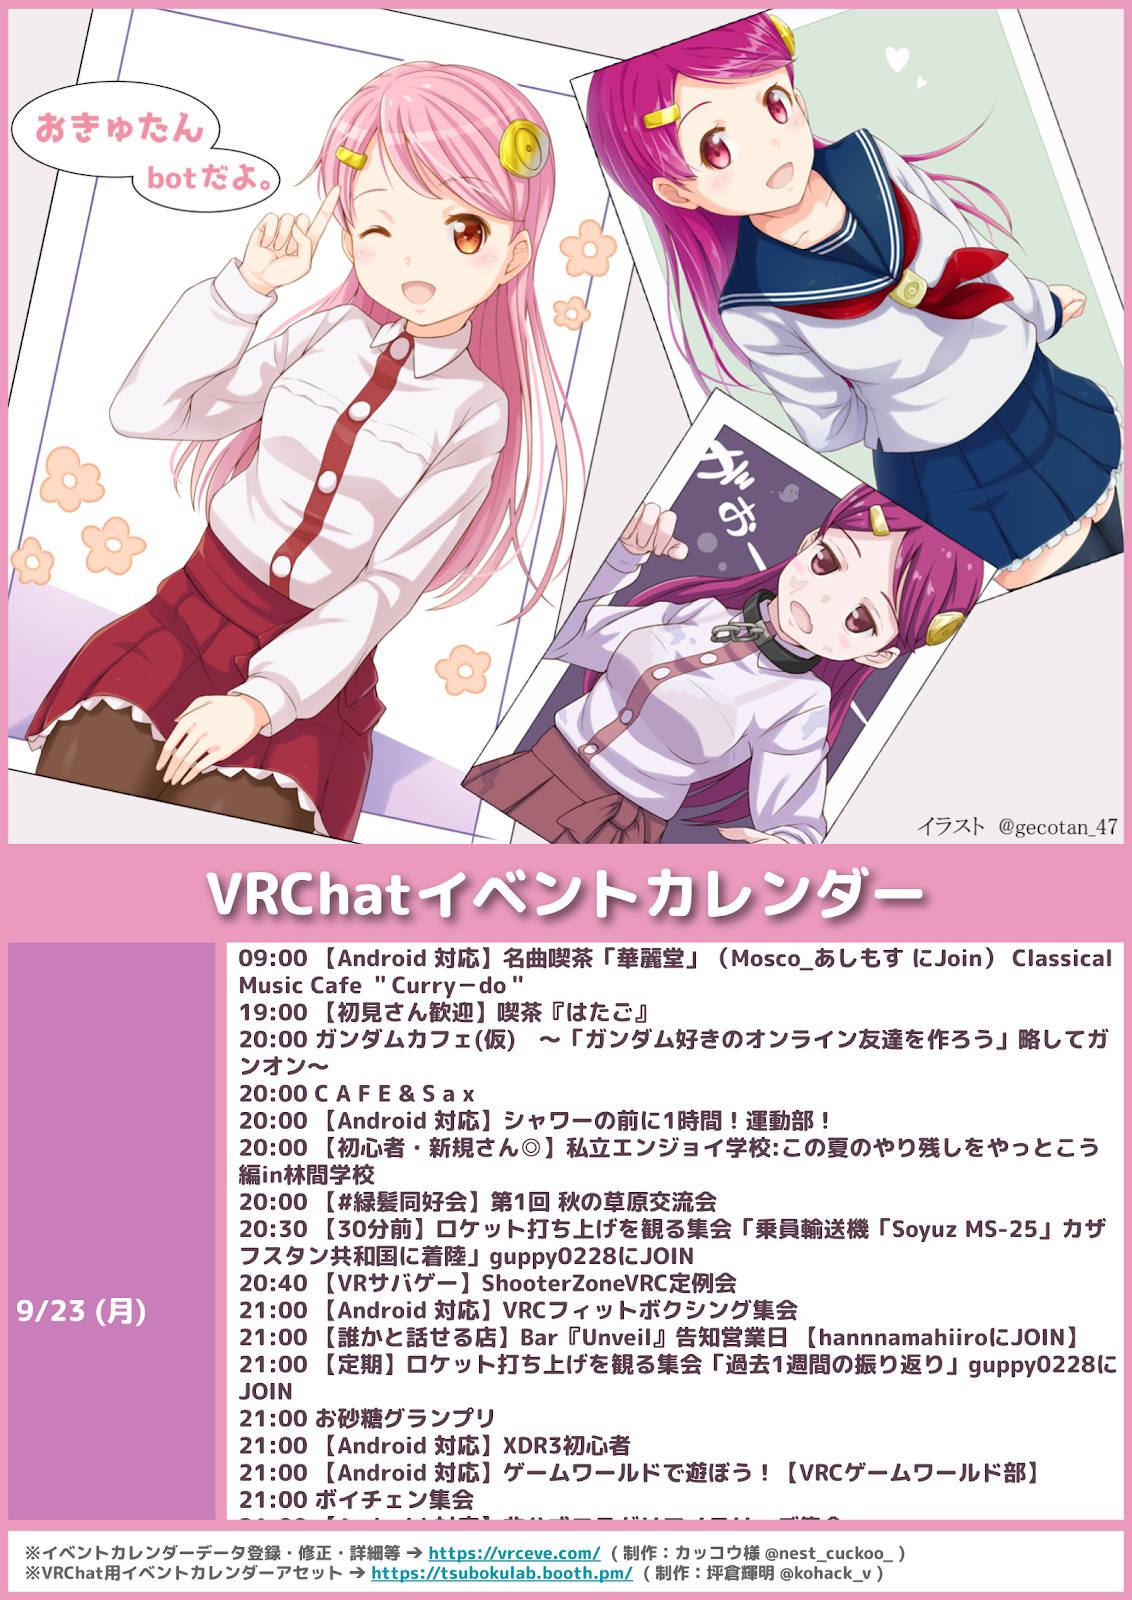 おきゅたん
botだよ。
がおー
イラスト @gecotan_47
VRChatイベントカレンダー
9/23 (月)
09:00 【Android 対応】名曲喫茶「華麗堂」（Mosco_あしもす にJoin） Classical
Music Cafe ＂Curry－do＂
19:00 【初見さん歓迎】喫茶『はたご』
20:00 ガンダムカフェ(仮)　～「ガンダム好きのオンライン友達を作ろう」略してガ
ンオン～
20:00 C A F E & S a x
20:00 【Android 対応】シャワーの前に1時間！運動部！
20:00 【初心者・新規さん◎】私立エンジョイ学校:この夏のやり残しをやっとこう
編in林間学校
20:00 【#緑髪同好会】第1回 秋の草原交流会
20:30 【30分前】ロケット打ち上げを観る集会「乗員輸送機「Soyuz MS-25」カザ
フスタン共和国に着陸」guppy0228にJOIN
20:40 【VRサバゲー】ShooterZoneVRC定例会
21:00 【Android 対応】VRCフィットボクシング集会
21:00 【誰かと話せる店】Bar『Unveil』告知営業日 【hannnamahiiroにJOIN】
21:00 【定期】ロケット打ち上げを観る集会「過去1週間の振り返り」guppy0228に
JOIN
21:00 お砂糖グランプリ
21:00 【Android 対応】XDR3初心者
21:00 【Android 対応】ゲームワールドで遊ぼう！【VRCゲームワールド部】
21:00 ボイチェン集会
※イベントカレンダーデータ登録・修正・詳細等 ➔ https://vrceve.com/ ( 制作：カッコウ様 @nest_cuckoo_ )
※VRChat用イベントカレンダーアセット ➔ https://tsubokulab.booth.pm/ ( 制作：坪倉輝明 @kohack_v )